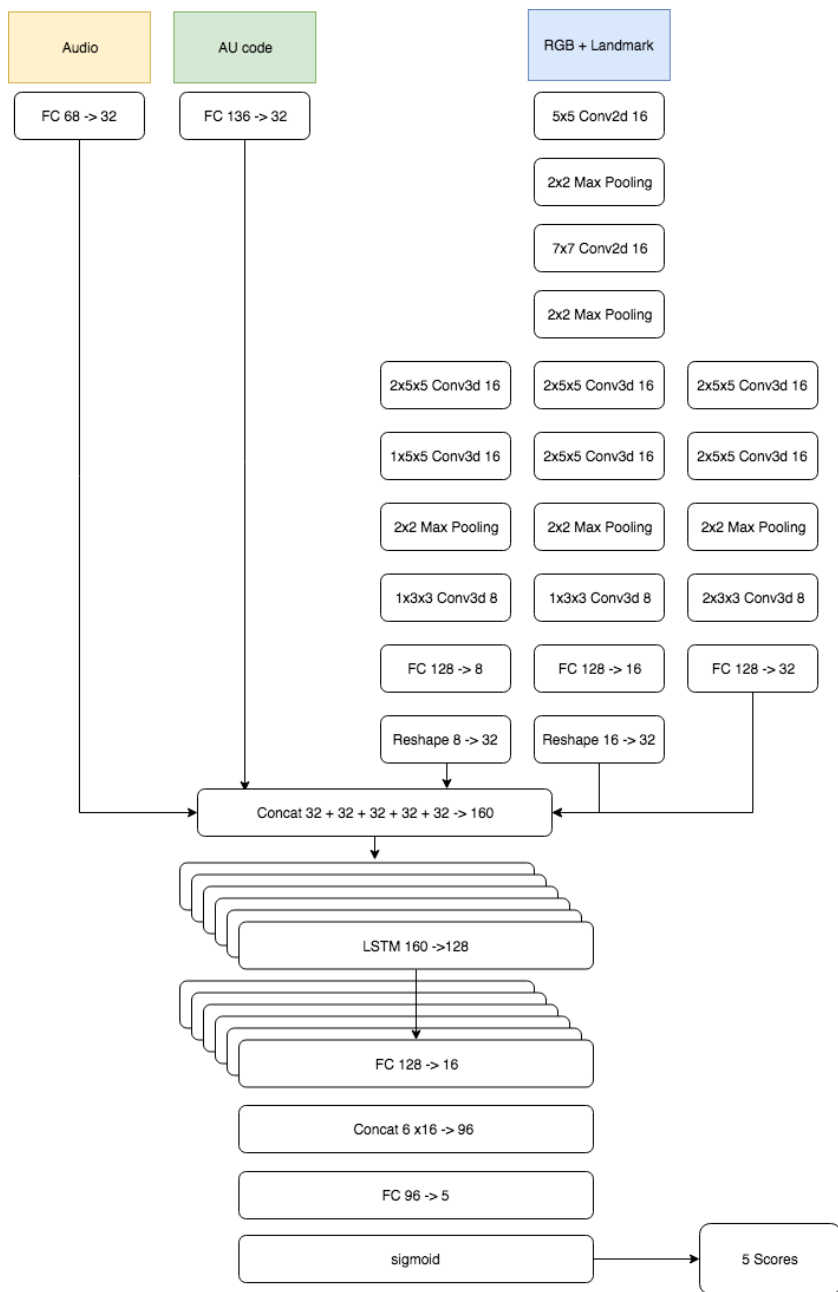 Audio
AU code
RGB + Landmark
FC 68 -> 32
FC 136 -> 32
5x5 Conv2d 16
2x2 Max Pooling
7x7 Conv2d 16
2x2 Max Pooling
2x5x5 Conv3d 16
2x5x5 Conv3d 16
2x5x5 Conv3d 16
1x5x5 Conv3d 16
2x5x5 Conv3d 16
2x5x5 Conv3d 16
2x2 Max Pooling
2x2 Max Pooling
2x2 Max Pooling
1x3x3 Conv3d 8
1x3x3 Conv3d 8
2x3x3 Conv3d 8
FC 128 -> 8
FC 128 -> 16
FC 128 -> 32
Reshape 8 -> 32
Reshape 16 -> 32
Concat 32 + 32 + 32 + 32 + 32 -> 160
LSTM 160 ->128
FC 128 -> 16
Concat 6 x16 -> 96
FC 96 -> 5
sigmoid
5 Scores